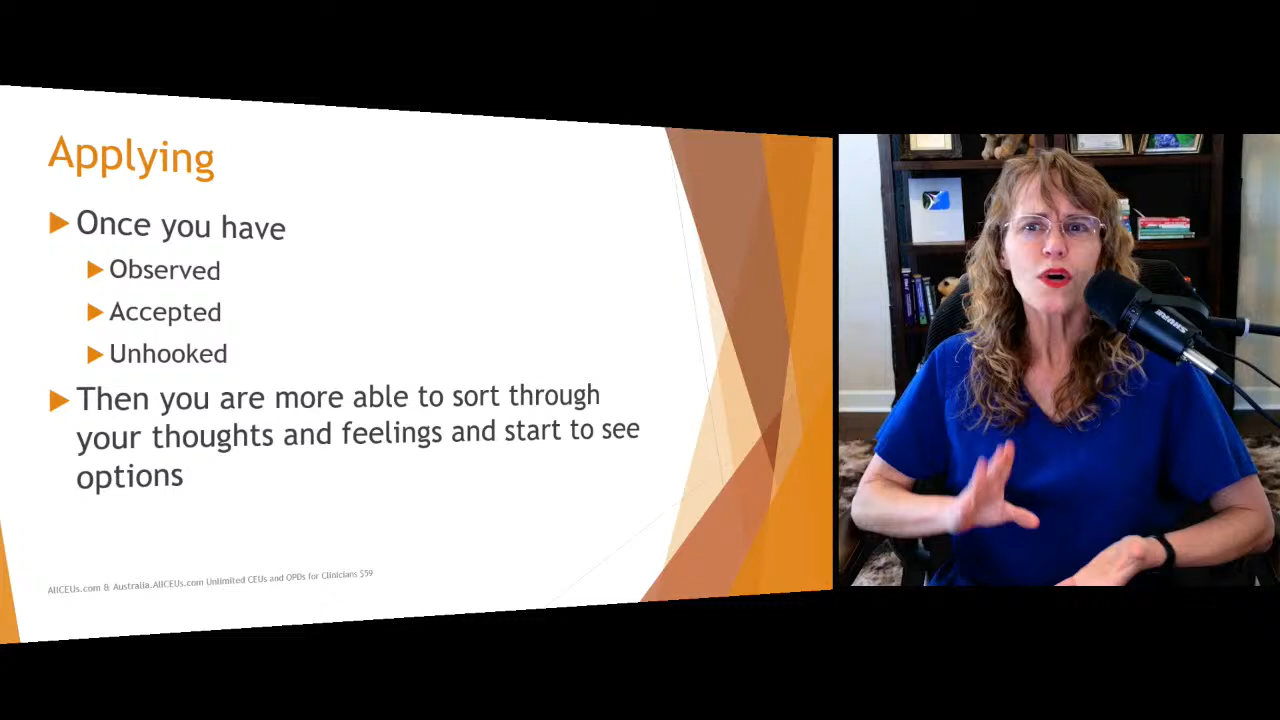 Applying
Once you have
Observed
Accepted
Unhooked
Then you are more able to sort through
your thoughts and feelings and start to see
options
AllCEUs.com & Australia.AllCEUs.com Unlimited CEUs and OPDs for Clinicians $59
SHURE